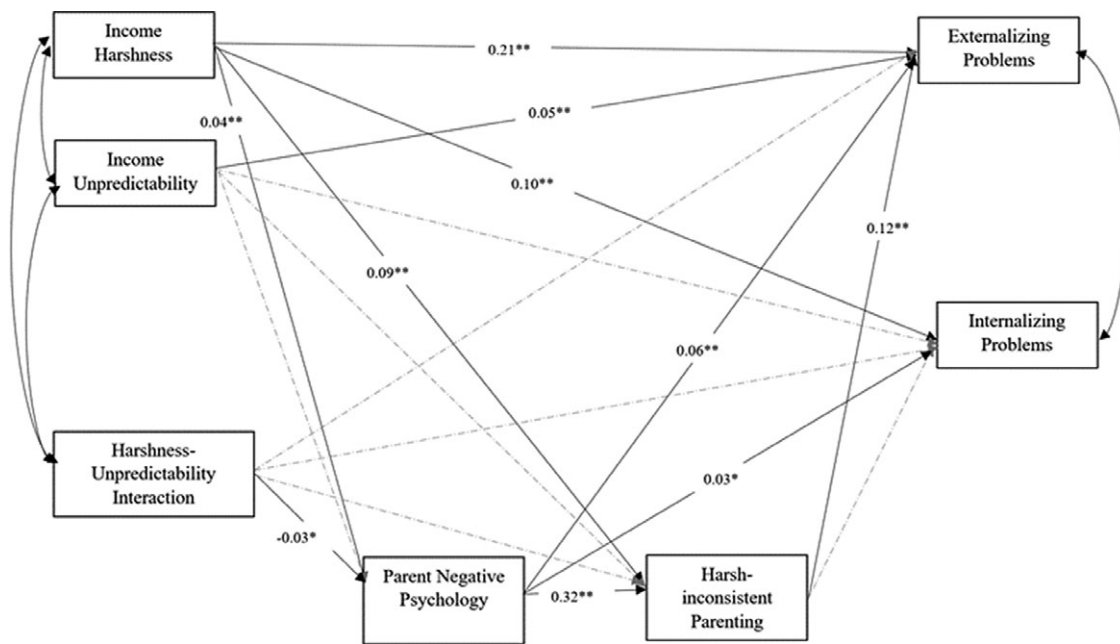 Income
Harshness
Externalizing
Problems
0.21**
0.05**
0.04**
Income
Unpredictability
0.10**
0.12**
0.09**
Internalizing
Problems
0.06**
Harshness-
Unpredictability
Interaction
0.03*
-0.03*
Parent Negative
Psychology
0.32**
Harsh-
inconsistent
Parenting